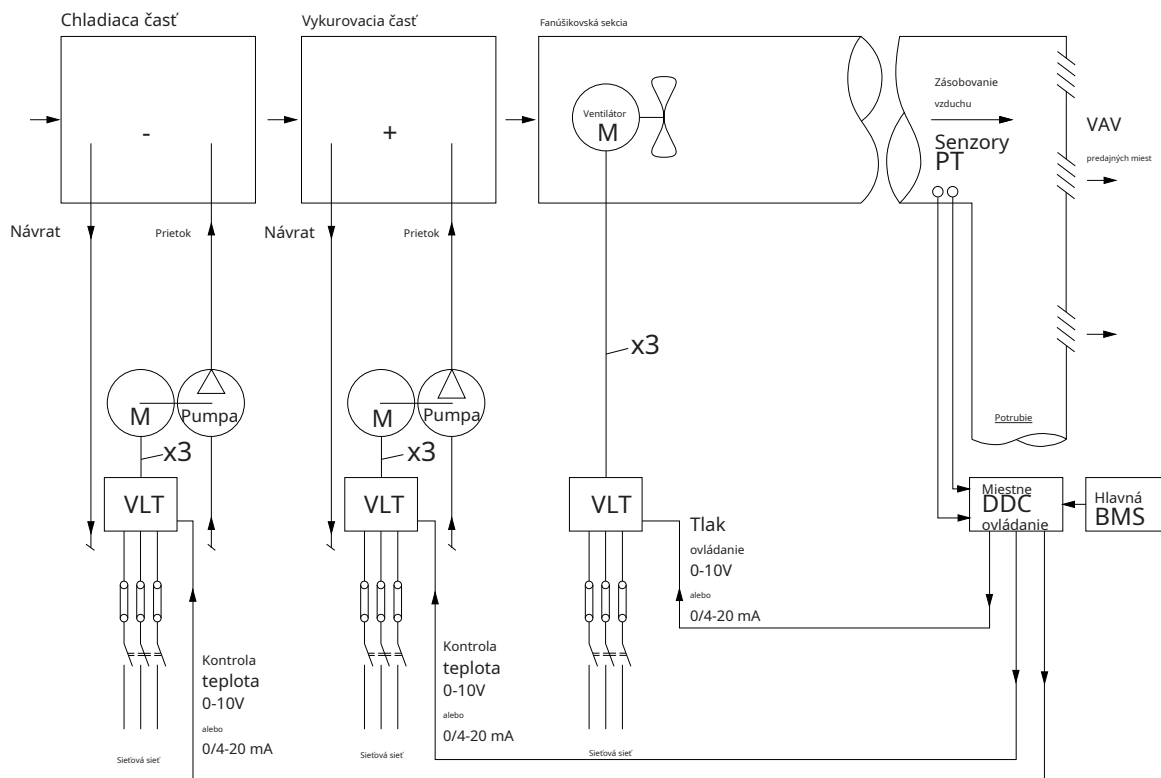 Chladiaca časť
Vykurovacia časť
Fanúšikovská sekcia
-
+
Ventilátor
M
Zásobovanie
vzduchu
Senzory
PT
VAV
predajných miest
Návrat
Prietok
Návrat
Prietok
x3
M
Pumpa
M
Pumpa
Potrubie
x3
x3
VLT
VLT
VLT
Miestne
DDC
ovládanie
Hlavná
BMS
Tlak
ovládanie
0-10V
alebo
0/4-20 mA
Kontrola
teplota
0-10V
alebo
0/4-20 mA
Kontrola
teplota
0-10V
alebo
0/4-20 mA
Sieťová sieť
Sieťová sieť
Sieťová sieť